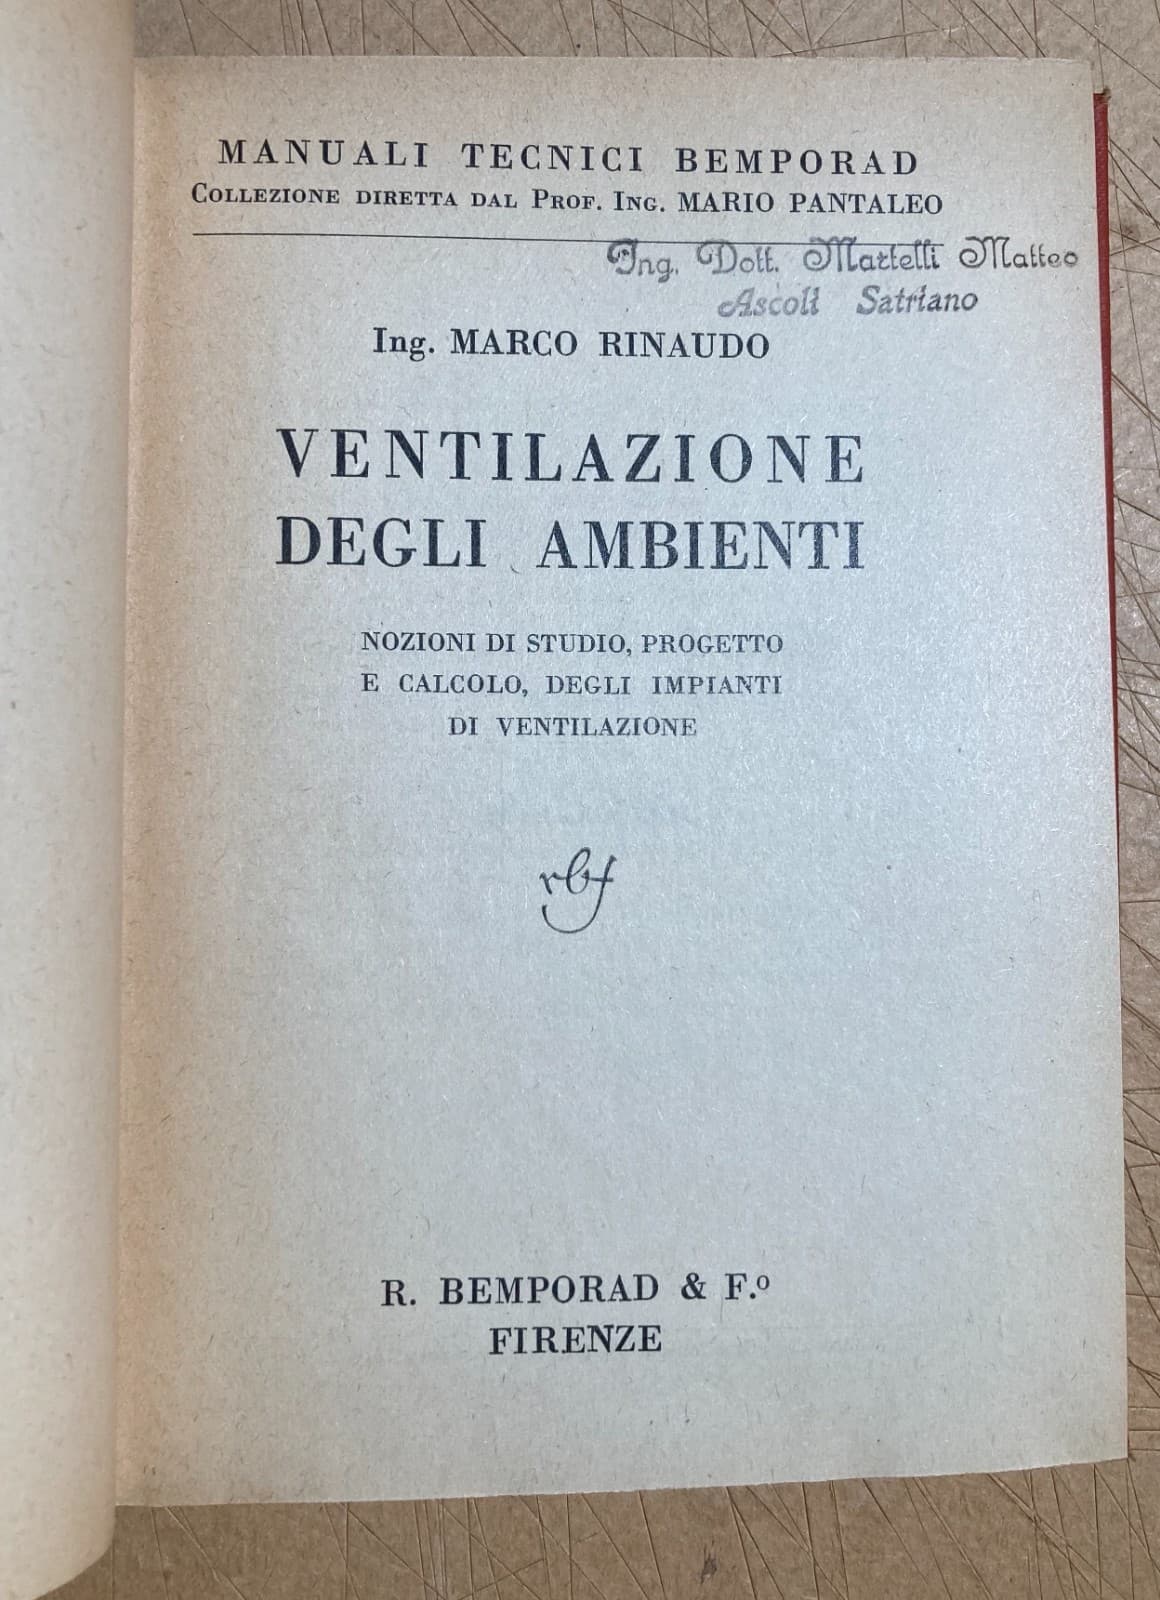 MANUALI TECNICI BEMPORAD
COLLEZIONE DIRETTA DAL PROF. ING. MARIO PANTALEO
Ing. Dott. Martelli Matteo
Ascoli Satriano
Ing. MARCO RINAUDO
VENTILAZIONE
DEGLI AMBIENTI
NOZIONI DI STUDIO, PROGETTO
E CALCOLO, DEGLI IMPIANTI
DI VENTILAZIONE
rbf
R. BEMPORAD & F.º
FIRENZE